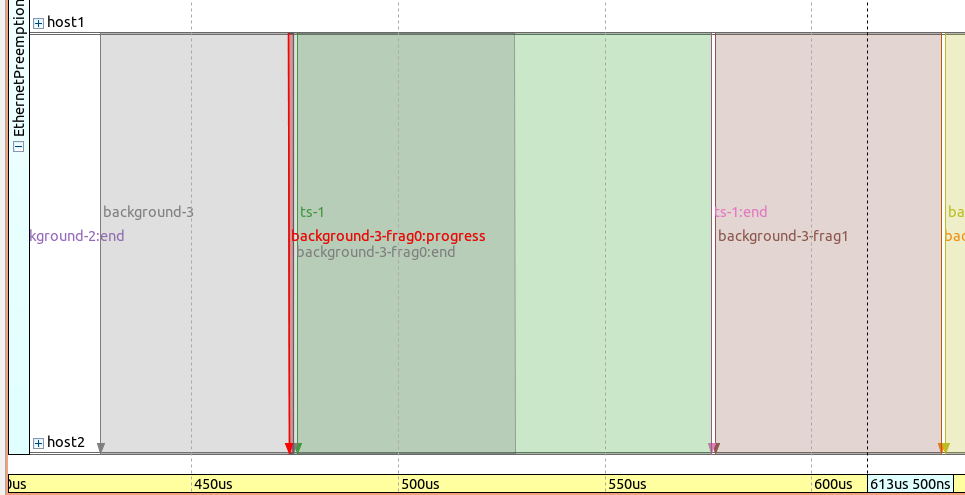 EthernetPreemption
host1
background-3
ts-1
ts-1:end
ba
kground-2:end
background-3-frag0:progress
background-3-frag1
bac
background-3-frag0:end
host2
0us
450us
500us
550us
600us
613us 500ns